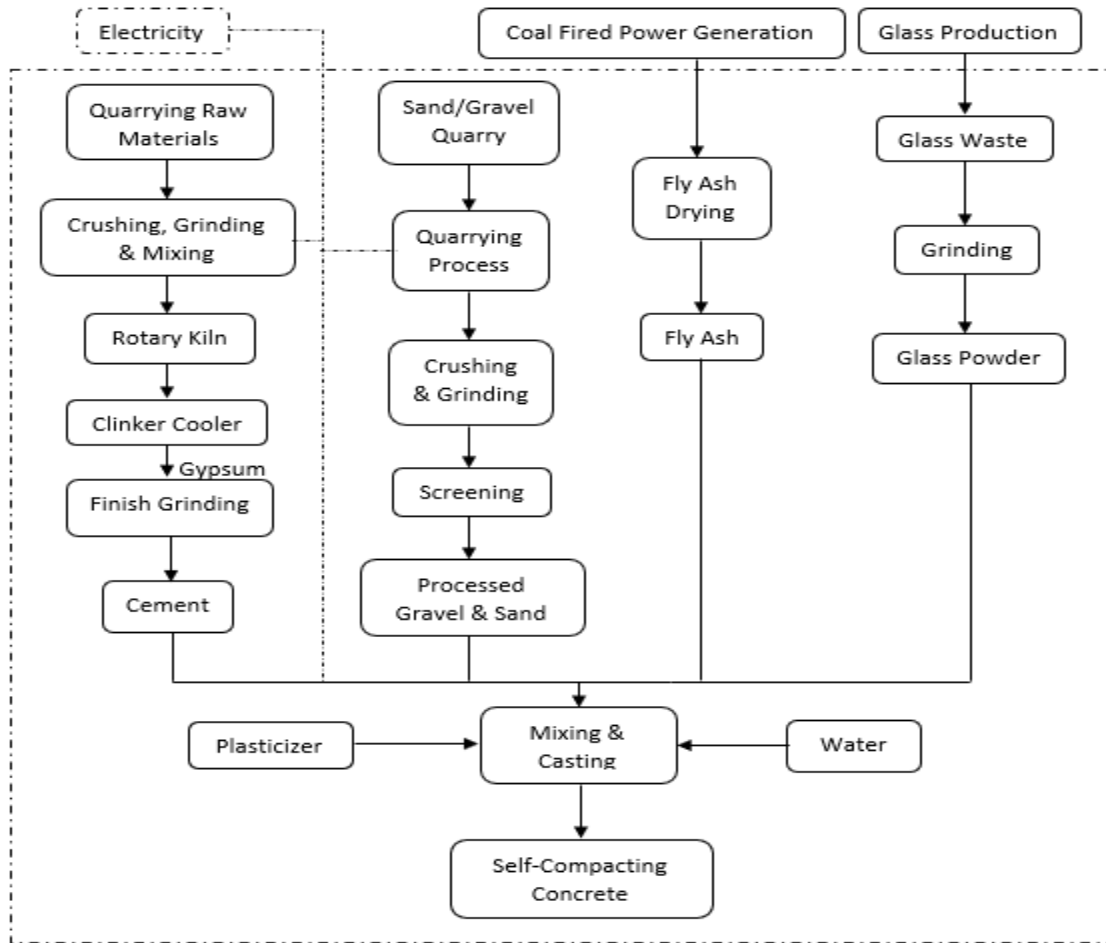 Electricity
Coal Fired Power Generation
Glass Production
Quarrying Raw
Materials
Crushing, Grinding
& Mixing
Rotary Kiln
Clinker Cooler
Gypsum
Finish Grinding
Cement
Sand/Gravel
Quarry
Quarrying
Process
Crushing
& Grinding
Screening
Processed
Gravel & Sand
Fly Ash
Drying
Fly Ash
Glass Waste
Grinding
Glass Powder
Plasticizer
Mixing &
Casting
Water
Self-Compacting
Concrete